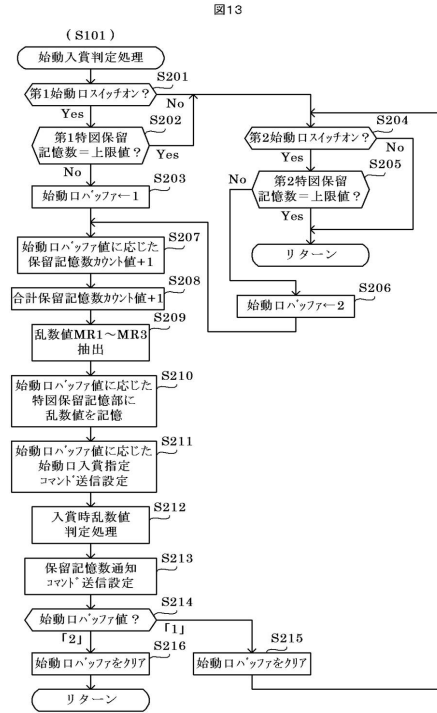 図13
(S101)
始動入賞判定処理
S201
第1始動口スイッチオン?
No
Yes
S202
第1特図保留
記憶数=上限値?
Yes
No
S203
始動口バッファ←1
S204
第2始動口スイッチオン?
Yes
No
S205
No
第2特図保留
記憶数=上限値?
Yes
リターン
S206
始動口バッファ←2
S207
始動口バッファ値に応じた
保留記憶数カウント値+1
S208
合計保留記憶数カウント値+1
S209
乱数値MR1〜MR3
抽出
S210
始動口バッファ値に応じた
特図保留記憶部に
乱数値を記憶
S211
始動口バッファ値に応じた
始動口入賞指定
コマンド送信設定
S212
入賞時乱数値
判定処理
S213
保留記憶数通知
コマンド送信設定
S214
始動口バッファ値?
「2」
「1」
S216
始動口バッファをクリア
S215
始動口バッファをクリア
リターン